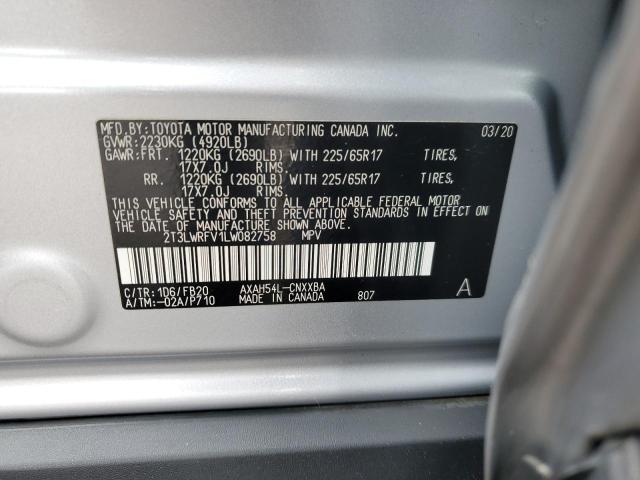 MFD.BY:TOYOTA MOTOR MANUFACTURING CANADA INC. 03/20
GVWR:2230KG (4920LB)
GAWR:FRT. 1220KG (2690LB) WITH 225/65R17 TIRES,
17X7.0J RIMS.
RR. 1220KG (2690LB) WITH 225/65R17 TIRES,
17X7.0J RIMS.
THIS VEHICLE CONFORMS TO ALL APPLICABLE FEDERAL MOTOR
VEHICLE SAFETY AND THEFT PREVENTION STANDARDS IN EFFECT ON
THE DATE OF MANUFACTURE SHOWN ABOVE.
2T3LWRFV1LW082758 MPV
C/TR:1D6/FB20 AXAH54L-CNXXBA
A/TM:-02A/P710 MADE IN CANADA 807 A